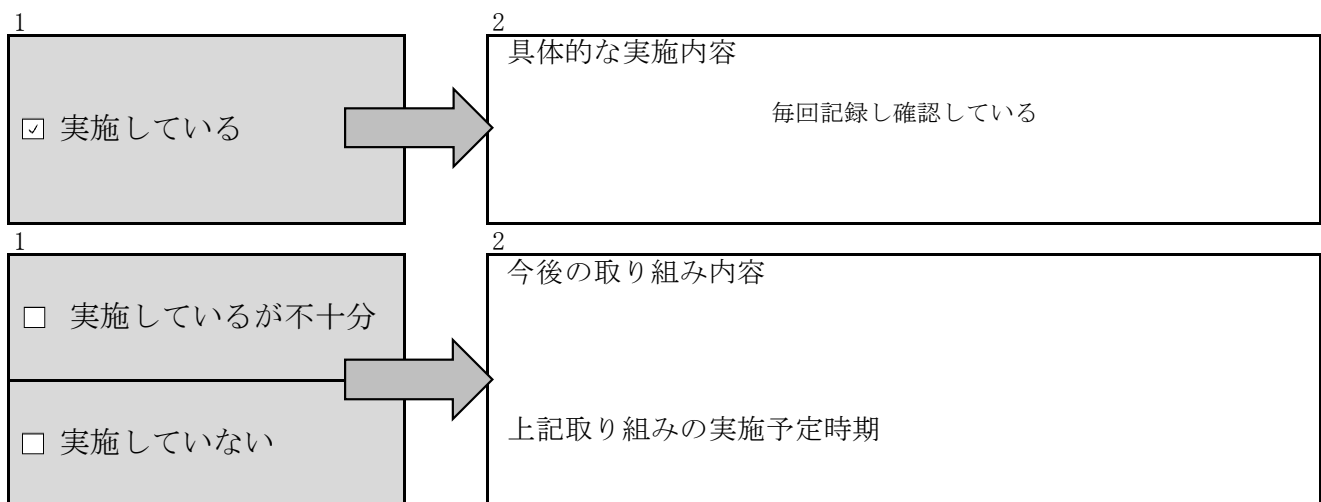 1
2
具体的な実施内容
毎回記録し確認している
☑ 実施している
1
2
今後の取り組み内容
□ 実施しているが不十分
上記取り組みの実施予定時期
□ 実施していない